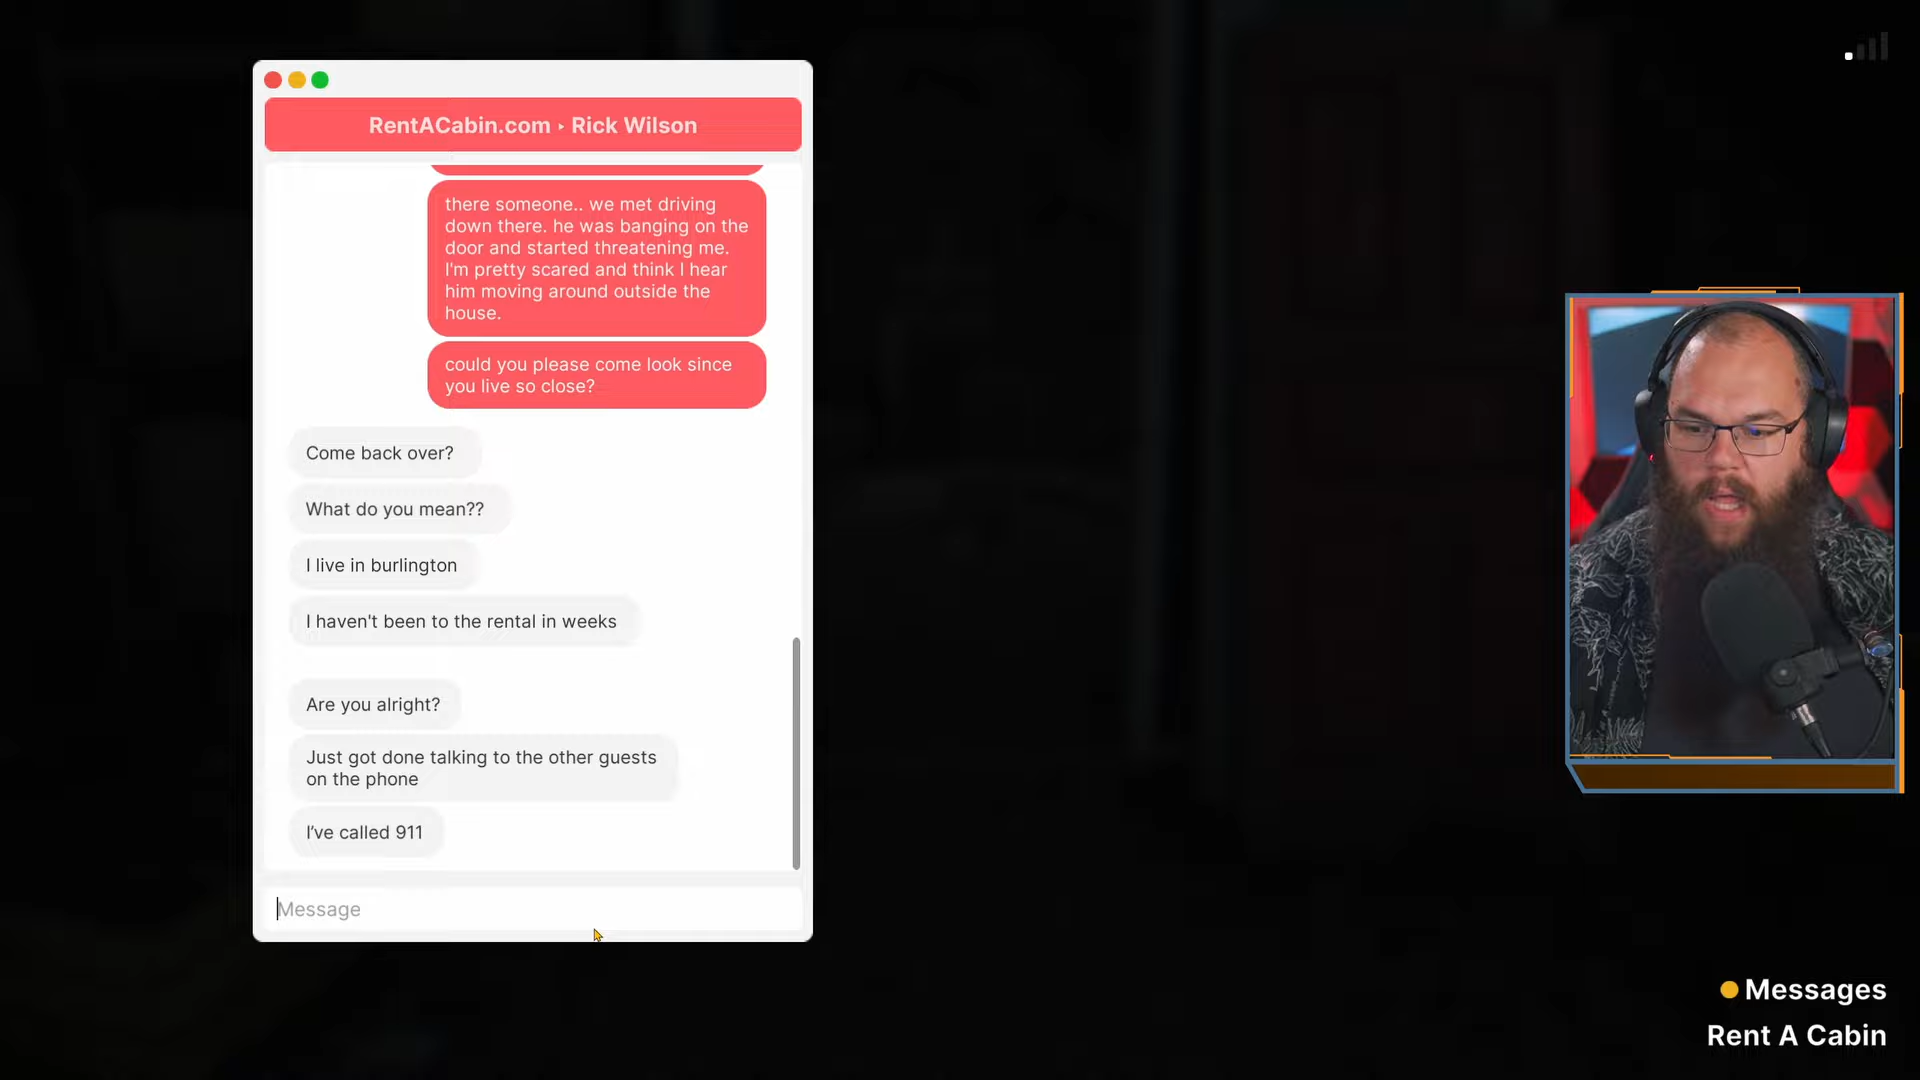 RentACabin.com ▸ Rick Wilson
there someone.. we met driving
down there. he was banging on the
door and started threatening me.
I'm pretty scared and think I hear
him moving around outside the
house.
could you please come look since
you live so close?
Come back over?
What do you mean??
I live in burlington
I haven't been to the rental in weeks
Are you alright?
Just got done talking to the other guests
on the phone
I've called 911
Message
Messages
Rent A Cabin